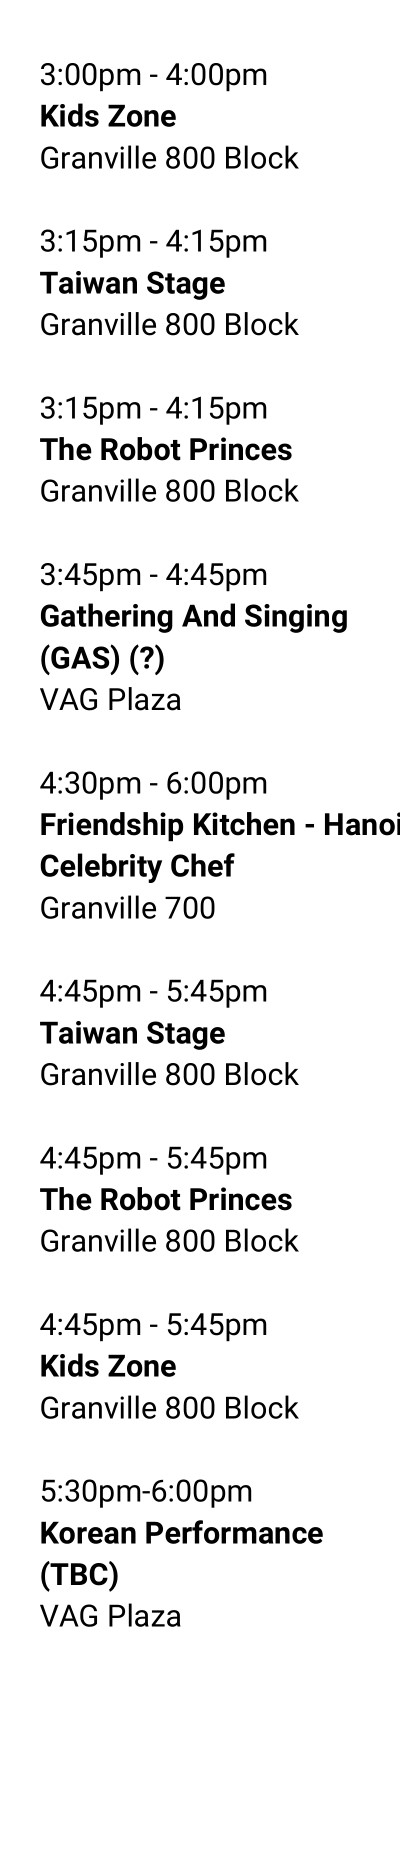 3:00pm - 4:00pm
Kids Zone
Granville 800 Block
3:15pm - 4:15pm
Taiwan Stage
Granville 800 Block
3:15pm - 4:15pm
The Robot Princes
Granville 800 Block
3:45pm - 4:45pm
Gathering And Singing
(GAS) (?)
VAG Plaza
4:30pm - 6:00pm
Friendship Kitchen - Hanoi
Celebrity Chef
Granville 700
4:45pm - 5:45pm
Taiwan Stage
Granville 800 Block
4:45pm - 5:45pm
The Robot Princes
Granville 800 Block
4:45pm - 5:45pm
Kids Zone
Granville 800 Block
5:30pm-6:00pm
Korean Performance
(TBC)
VAG Plaza